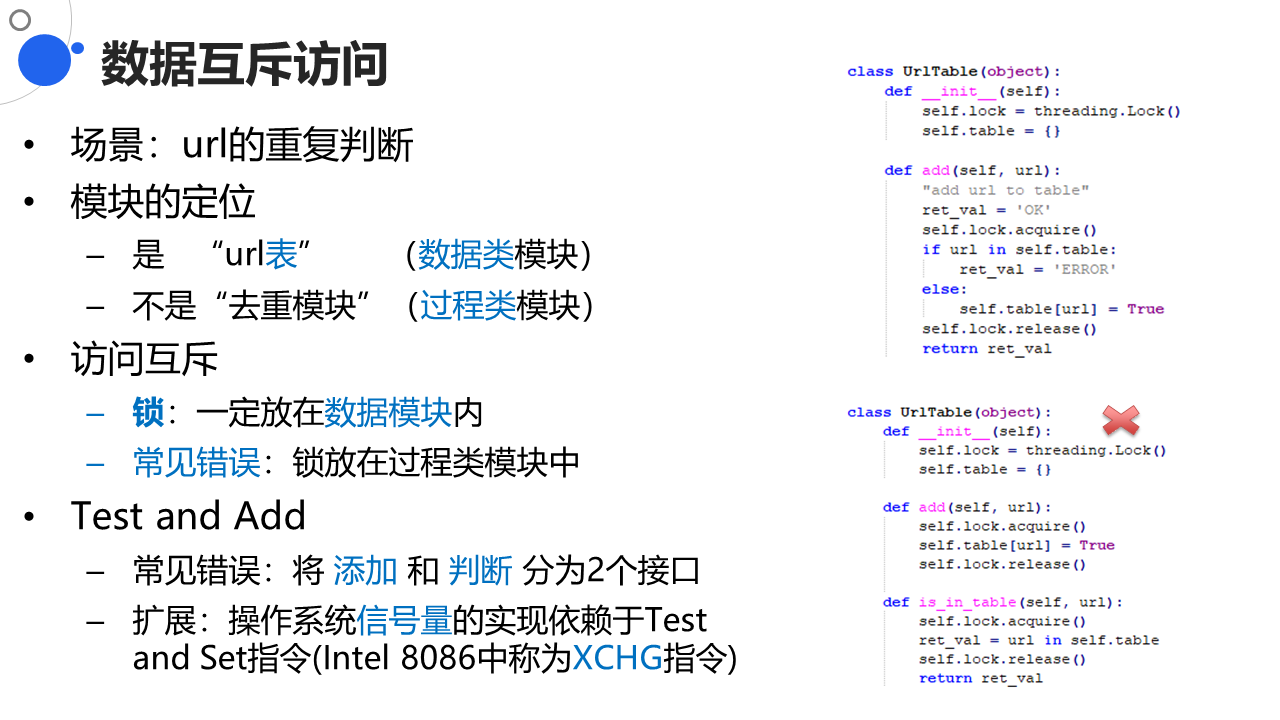 数据互斥访问
• 场景：url的重复判断
• 模块的定位
– 是 “url表” （数据类模块）
– 不是“去重模块” （过程类模块）
• 访问互斥
– 锁：一定放在数据模块内
– 常见错误：锁放在过程类模块中
• Test and Add
– 常见错误：将 添加 和 判断 分为2个接口
– 扩展：操作系统信号量的实现依赖于Test
and Set指令(Intel 8086中称为XCHG指令)
class UrlTable(object):
    def __init__(self):
        self.lock = threading.Lock()
        self.table = {}
    def add(self, url):
        "add url to table"
        ret_val = 'OK'
        self.lock.acquire()
        if url in self.table:
            ret_val = 'ERROR'
        else:
            self.table[url] = True
        self.lock.release()
        return ret_val
class UrlTable(object):
    def __init__(self):
        self.lock = threading.Lock()
        self.table = {}
    def add(self, url):
        self.lock.acquire()
        self.table[url] = True
        self.lock.release()
    def is_in_table(self, url):
        self.lock.acquire()
        ret_val = url in self.table
        self.lock.release()
        return ret_val